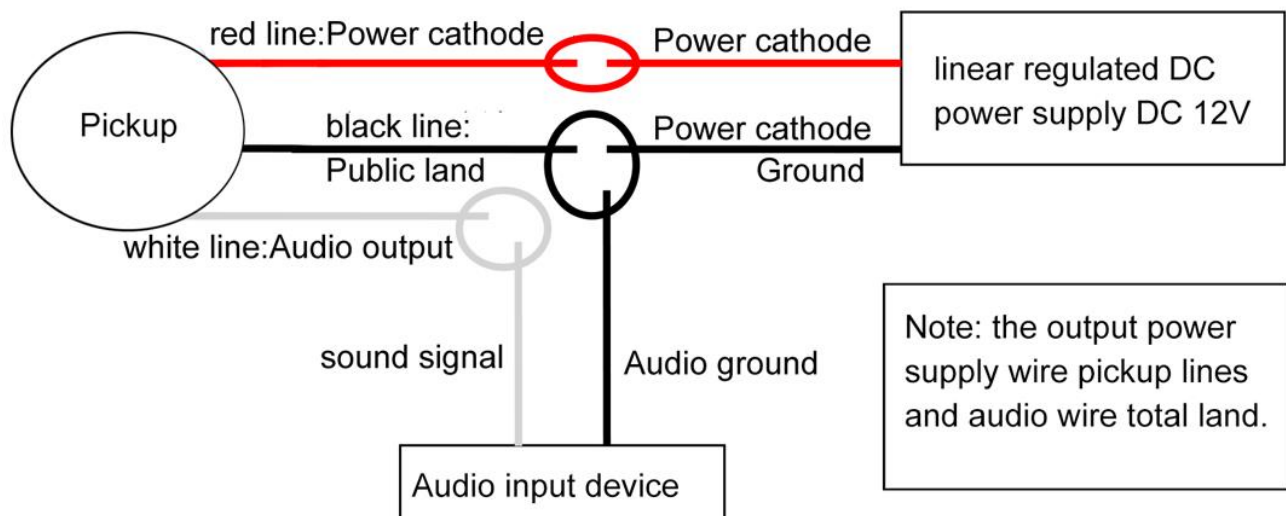 red line:Power cathode
Power cathode
linear regulated DC
power supply DC 12V
Pickup
black line:
Public land
Power cathode
Ground
white line:Audio output
sound signal
Audio ground
Note: the output power
supply wire pickup lines
and audio wire total land.
Audio input device